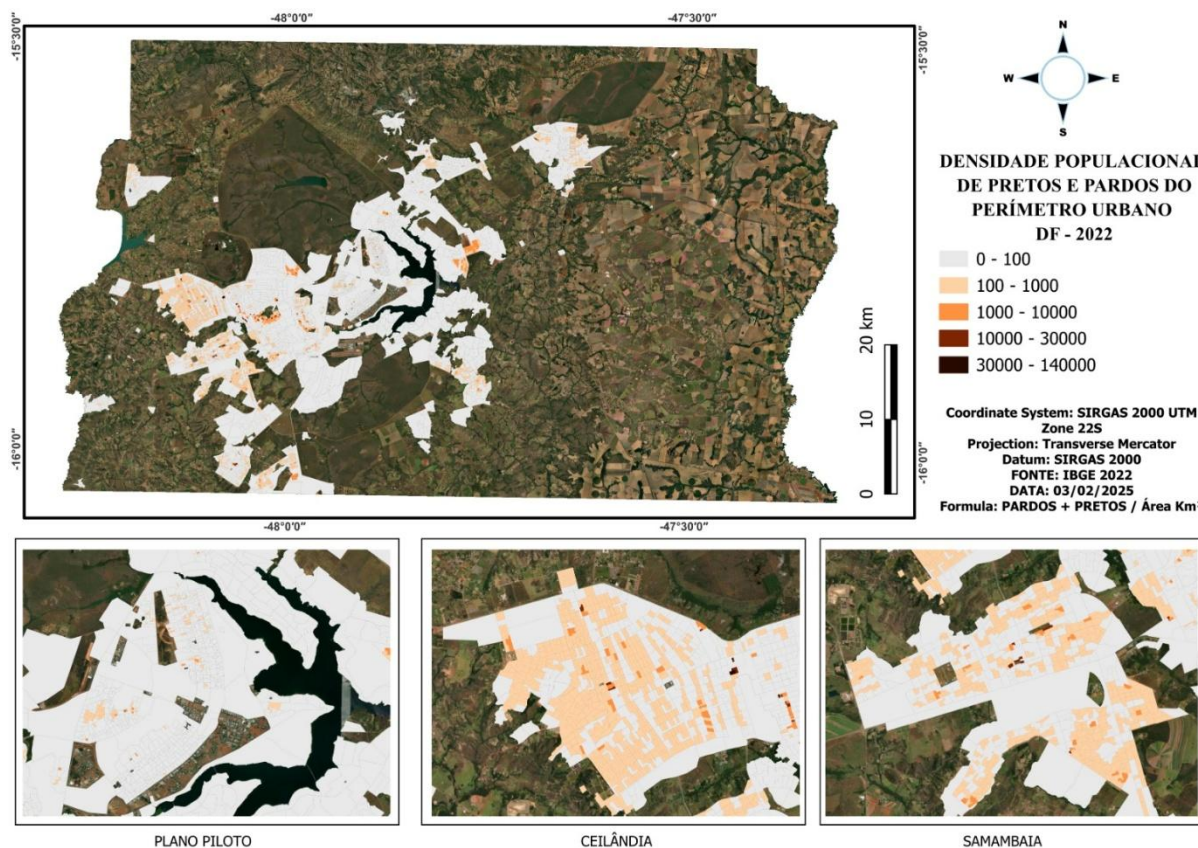 -48°0'0"
-47°30'0"
-15°30'0"
-15°30'0"
N
W
E
S
DENSIDADE POPULACIONAL
DE PRETOS E PARDOS DO
PERÍMETRO URBANO
DF - 2022
0 - 100
100 - 1000
1000 - 10000
10000 - 30000
30000 - 140000
20 km
10
0
-16°0'0"
-16°0'0"
Coordinate System: SIRGAS 2000 UTM
Zone 22S
Projection: Transverse Mercator
Datum: SIRGAS 2000
FONTE: IBGE 2022
DATA: 03/02/2025
Formula: PARDOS + PRETOS / Área Km²
-48°0'0"
-47°30'0"
PLANO PILOTO
CEILÂNDIA
SAMAMBAIA